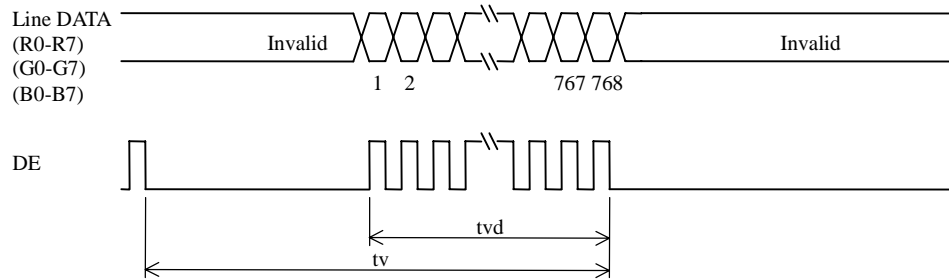 Line DATA
(R0-R7)
(G0-G7)
(B0-B7)
Invalid
Invalid
1 2 767 768
DE
tvd
tv